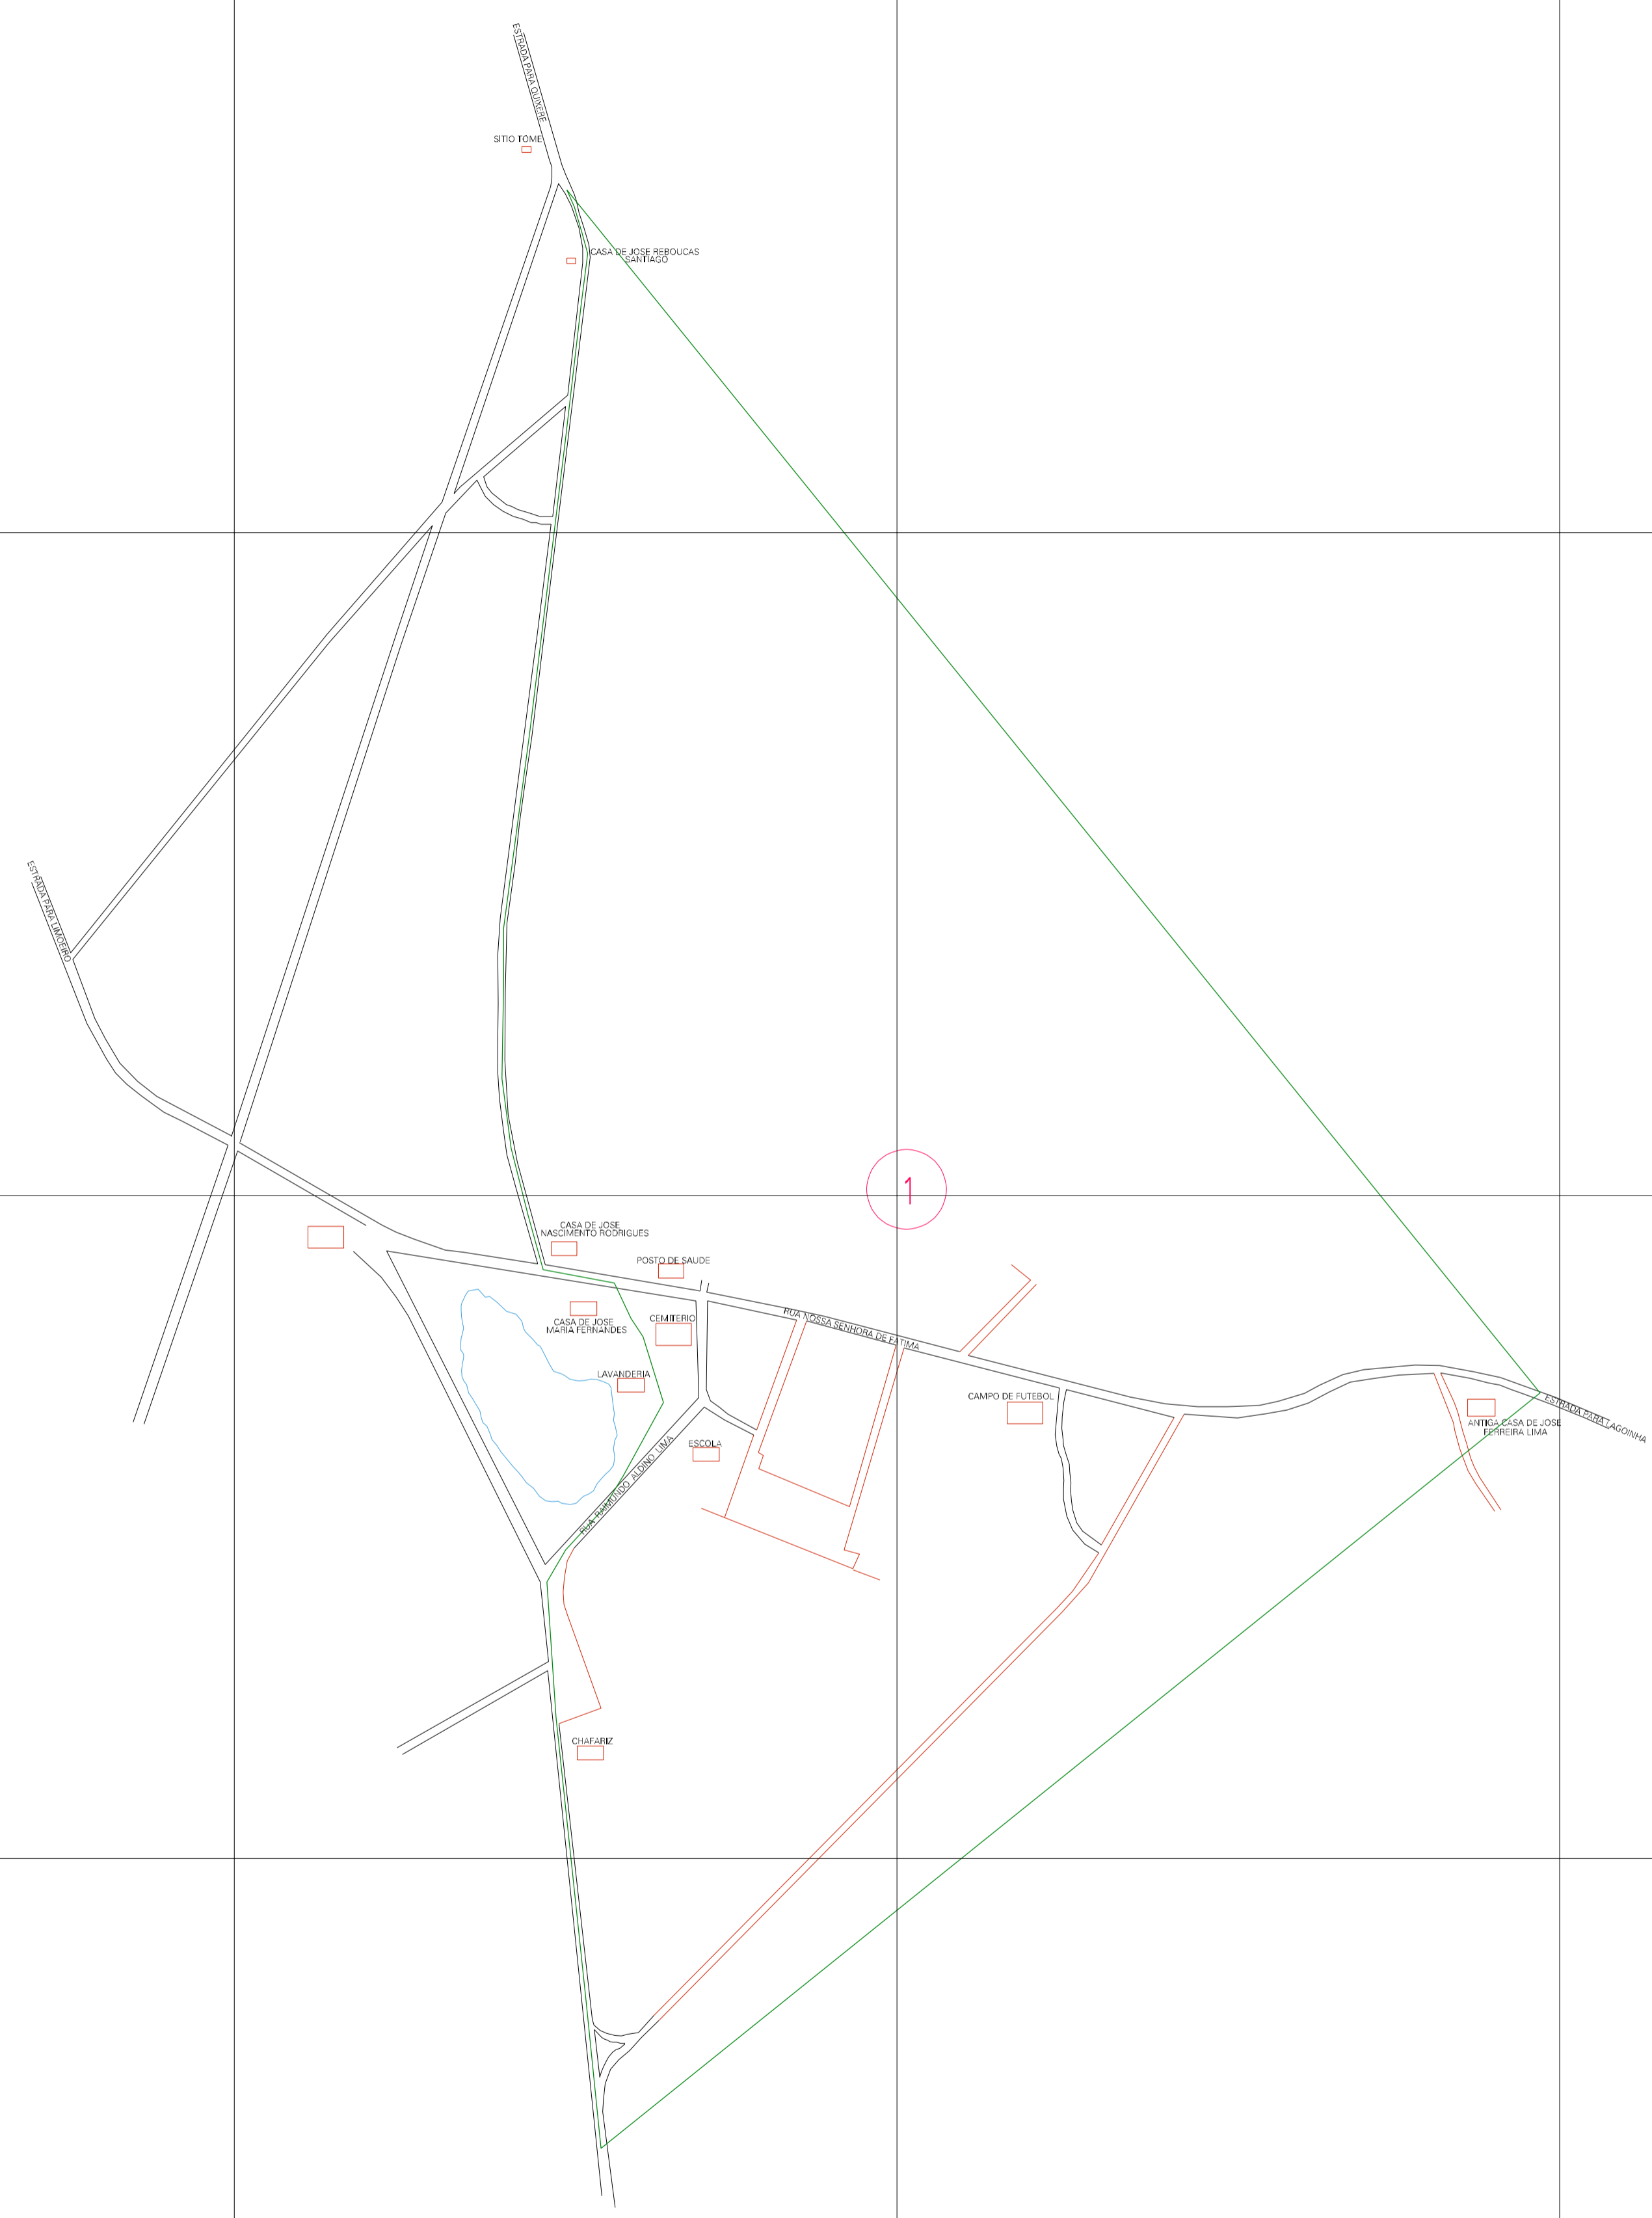 ESTRADA PARA QUIXERE
SITIO TOME
CASA DE JOSE REBOUCAS
SANTIAGO
ESTRADA PARA LIMOEIRO
1
CASA DE JOSE
NASCIMENTO RODRIGUES
POSTO DE SAUDE
RUA NOSSA SENHORA DE FATIMA
CEMITERIO
CASA DE JOSE
MARIA FERNANDES
LAVANDERIA
CAMPO DE FUTEBOL
ESTRADA PARA LAGOINHA
ANTIGA CASA DE JOSE
FERREIRA LIMA
ESCOLA
RUA RAIMUNDO ALDINO LIMA
CHAFARIZ